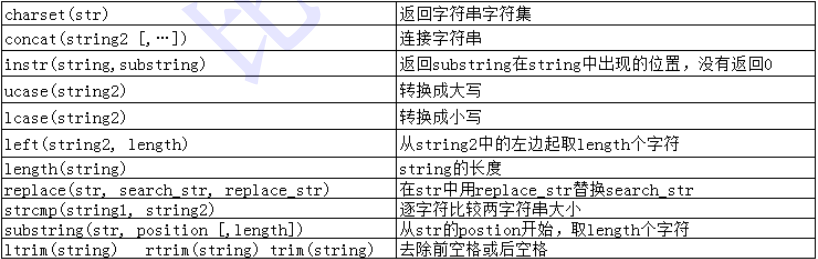 charset(str) 返回字符串字符集
concat(string2 [,…]) 连接字符串
instr(string,substring) 返回substring在string中出现的位置，没有返回0
ucase(string2) 转换成大写
lcase(string2) 转换成小写
left(string2, length) 从string2中的左边起取length个字符
length(string) string的长度
replace(str, search_str, replace_str) 在str中用replace_str替换search_str
strcmp(string1, string2) 逐字符比较两字符串大小
substring(str, position [,length]) 从str的postion开始，取length个字符
ltrim(string) rtrim(string) trim(string) 去除前空格或后空格